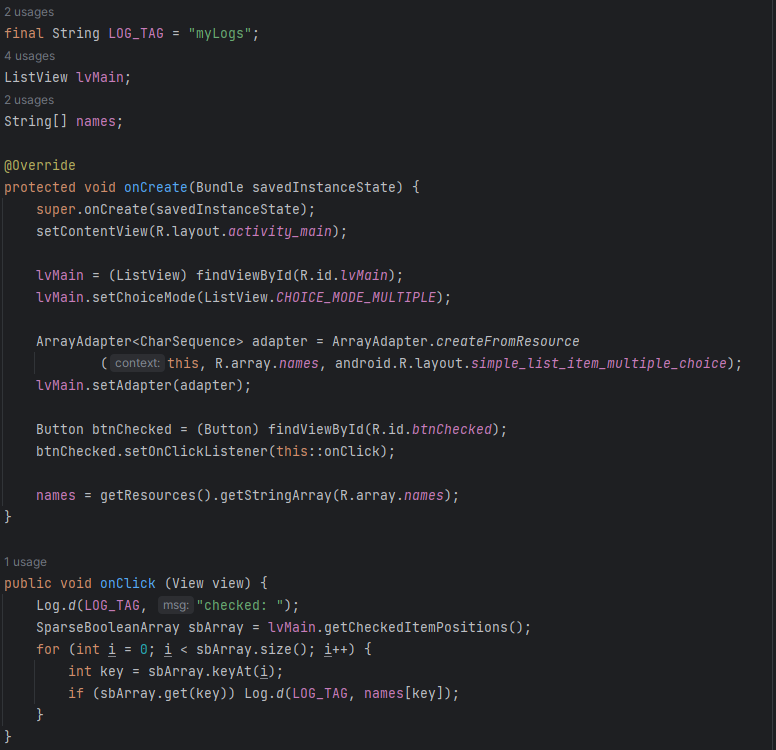 2 usages
final String LOG_TAG = "myLogs";
4 usages
ListView lvMain;
2 usages
String[] names;
@Override
protected void onCreate(Bundle savedInstanceState) {
super.onCreate(savedInstanceState);
setContentView(R.layout.activity_main);
lvMain = (ListView) findViewById(R.id.lvMain);
lvMain.setChoiceMode(ListView.CHOICE_MODE_MULTIPLE);
ArrayAdapter<CharSequence> adapter = ArrayAdapter.createFromResource
( context: this, R.array.names, android.R.layout.simple_list_item_multiple_choice);
lvMain.setAdapter(adapter);
Button btnChecked = (Button) findViewById(R.id.btnChecked);
btnChecked.setOnClickListener(this::onClick);
names = getResources().getStringArray(R.array.names);
}
1 usage
public void onClick (View view) {
Log.d(LOG_TAG, msg: "checked: ");
SparseBooleanArray sbArray = lvMain.getCheckedItemPositions();
for (int i = 0; i < sbArray.size(); i++) {
int key = sbArray.keyAt(i);
if (sbArray.get(key)) Log.d(LOG_TAG, names[key]);
}
}